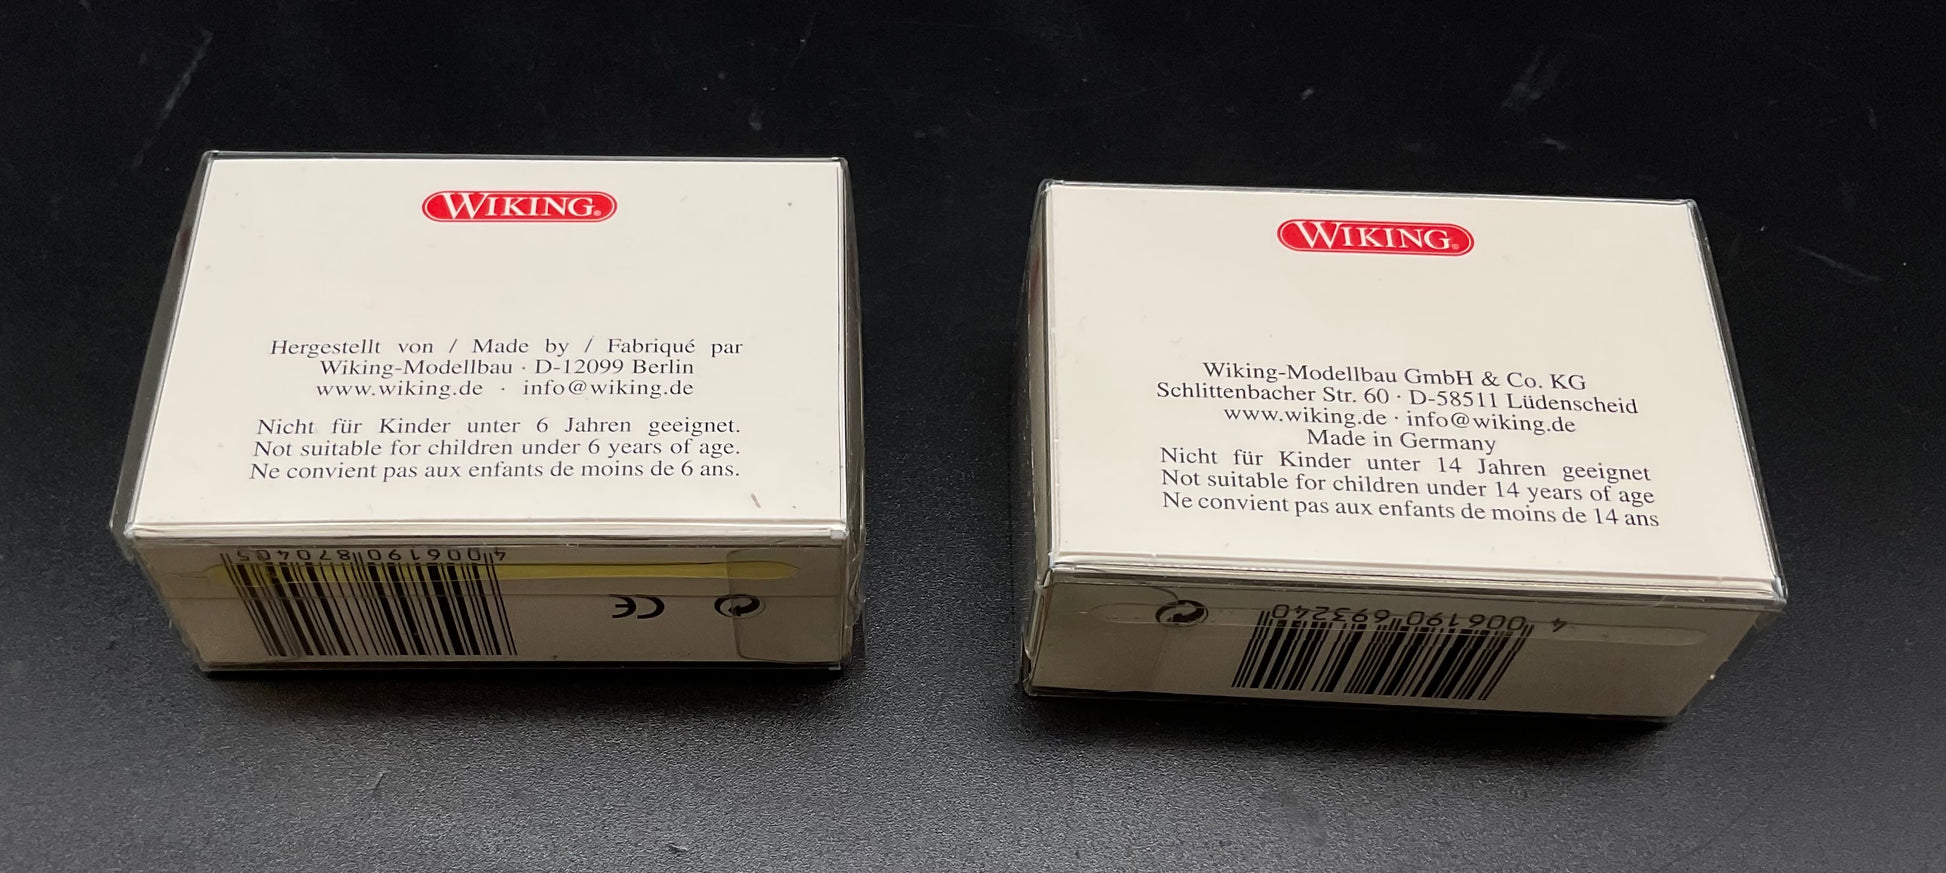 WIKING®
Hergestellt von / Made by / Fabriqué par
Wiking-Modellbau · D-12099 Berlin
www.wiking.de · info@wiking.de
Nicht für Kinder unter 6 Jahren geeignet.
Not suitable for children under 6 years of age.
Ne convient pas aux enfants de moins de 6 ans.
4 006190 870405
CE
WIKING®
Wiking-Modellbau GmbH & Co. KG
Schlittenbacher Str. 60 · D-58511 Lüdenscheid
www.wiking.de · info@wiking.de
Made in Germany
Nicht für Kinder unter 14 Jahren geeignet
Not suitable for children under 14 years of age
Ne convient pas aux enfants de moins de 14 ans
4 006190 693240